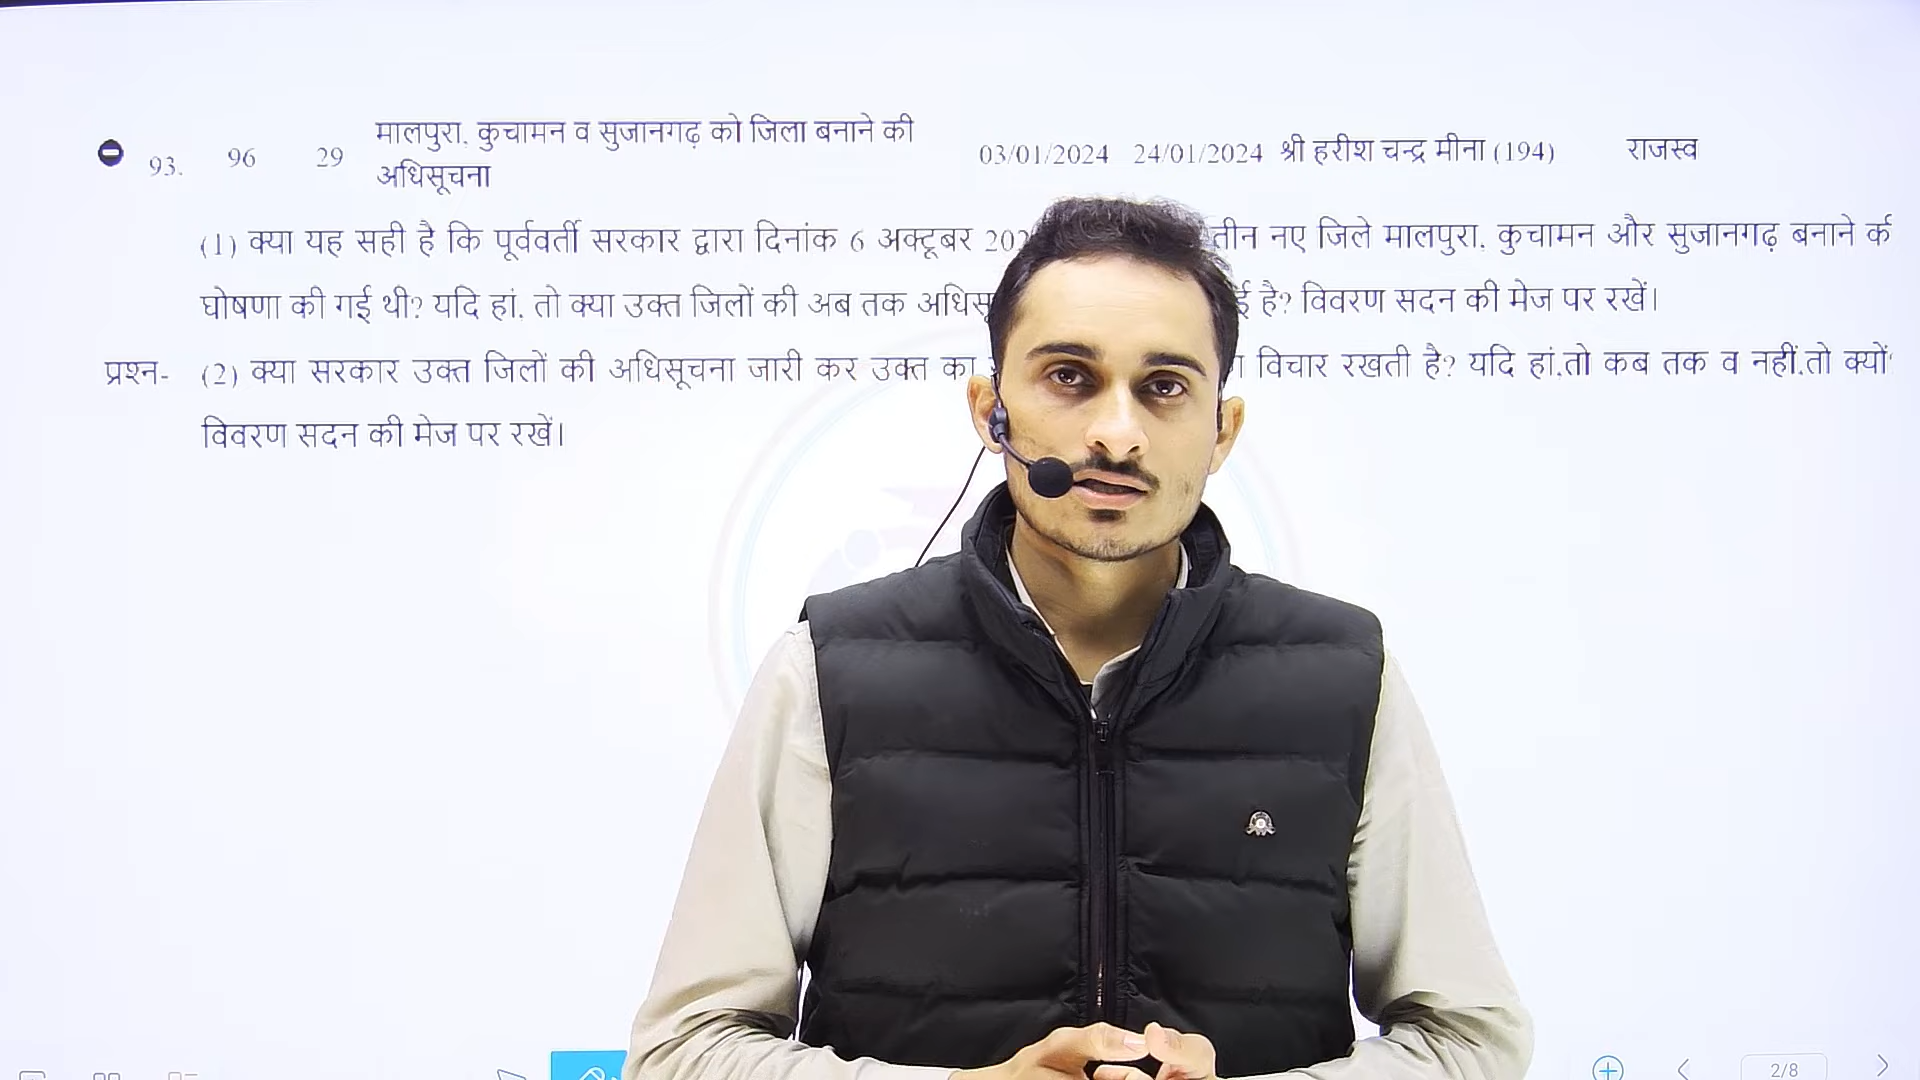 मालपुरा, कुचामन व सुजानगढ़ को जिला बनाने की
93. 96 29 03/01/2024 24/01/2024 श्री हरीश चन्द्र मीना (194) राजस्व
अधिसूचना
(1) क्या यह सही है कि पूर्ववर्ती सरकार द्वारा दिनांक 6 अक्टूबर तीन नए जिले मालपुरा, कुचामन और सुजानगढ़ बनाने
घोषणा की गई थी? यदि हां, तो क्या उक्त जिलों की अब तक है? विवरण सदन की मेज पर रखें।
प्रश्न- (2) क्या सरकार उक्त जिलों की अधिसूचना जारी कर उक्त का विचार रखती है? यदि हां,तो कब तक व नहीं,तो क्यों
विवरण सदन की मेज पर रखें।
2/8